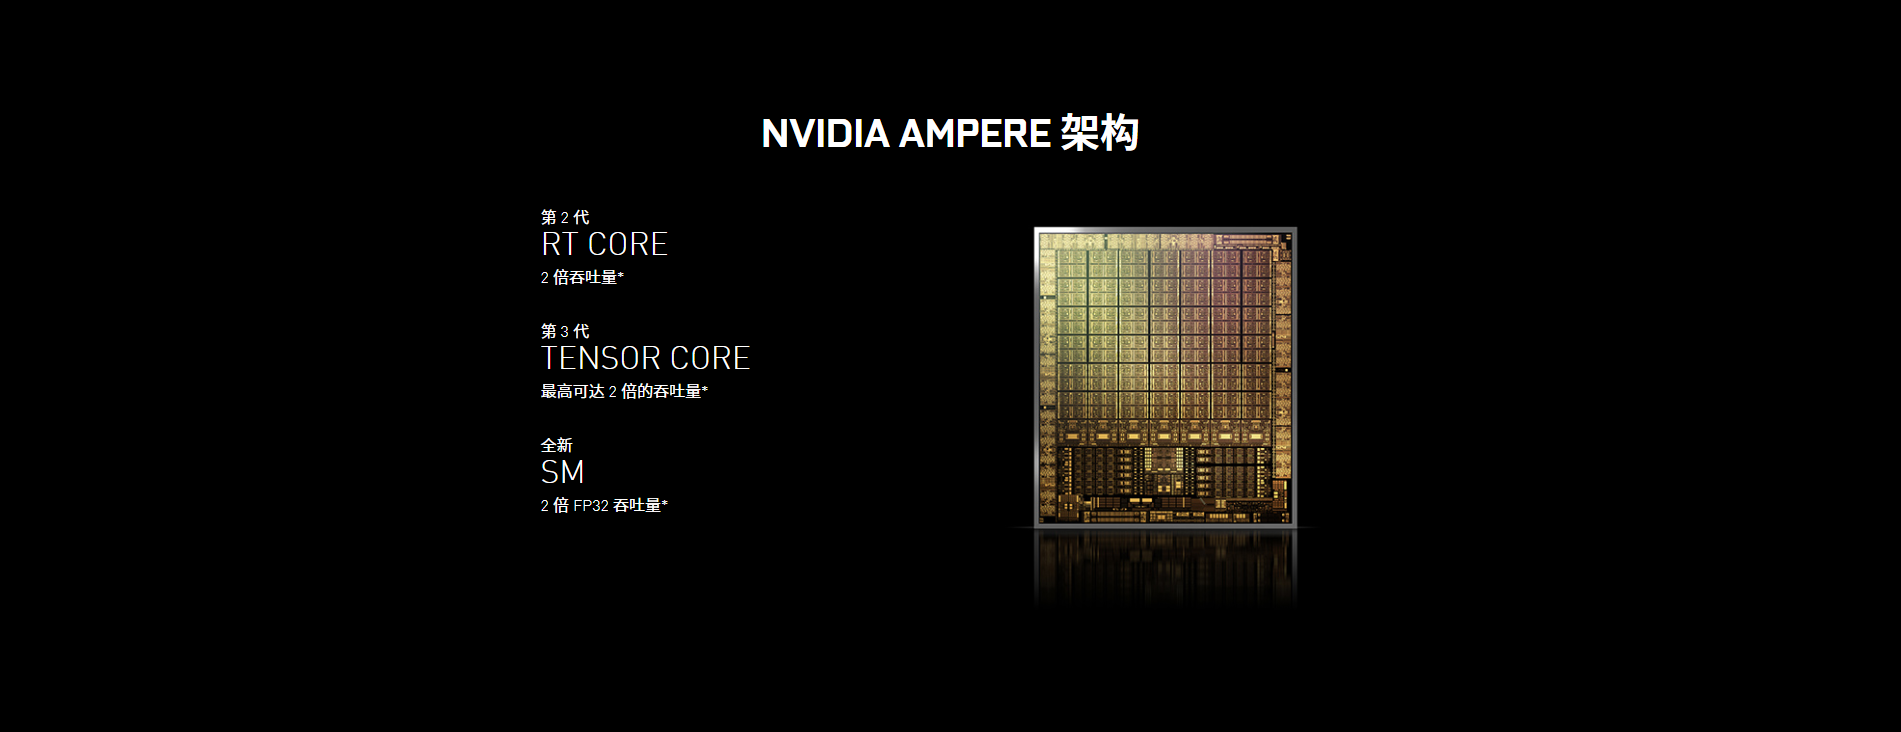 NVIDIA AMPERE 架构
第 2 代
RT CORE
2 倍吞吐量*
第 3 代
TENSOR CORE
最高可达 2 倍的吞吐量*
全新
SM
2 倍 FP32 吞吐量*